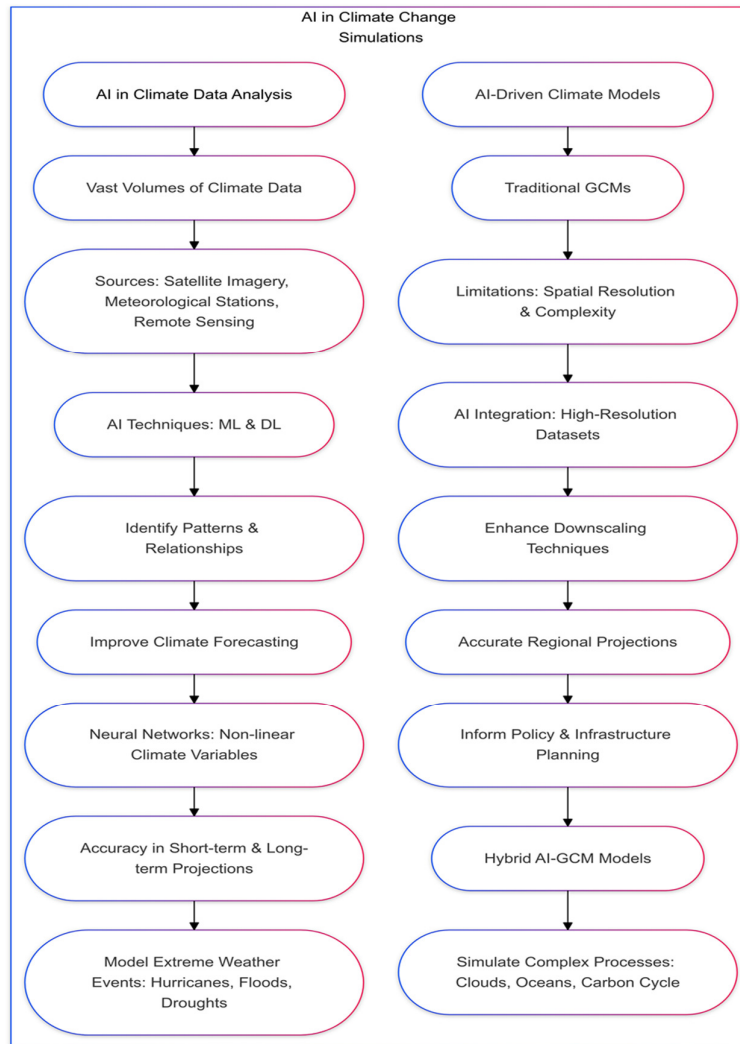 AI in Climate Change
Simulations
AI in Climate Data Analysis
Vast Volumes of Climate Data
Sources: Satellite Imagery,
Meteorological Stations,
Remote Sensing
AI Techniques: ML & DL
Identify Patterns &
Relationships
Improve Climate Forecasting
Neural Networks: Non-linear
Climate Variables
Accuracy in Short-term & Long-
term Projections
Model Extreme Weather
Events: Hurricanes, Floods,
Droughts
AI-Driven Climate Models
Traditional GCMs
Limitations: Spatial Resolution
& Complexity
AI Integration: High-Resolution
Datasets
Enhance Downscaling
Techniques
Accurate Regional Projections
Inform Policy & Infrastructure
Planning
Hybrid AI-GCM Models
Simulate Complex Processes:
Clouds, Oceans, Carbon Cycle